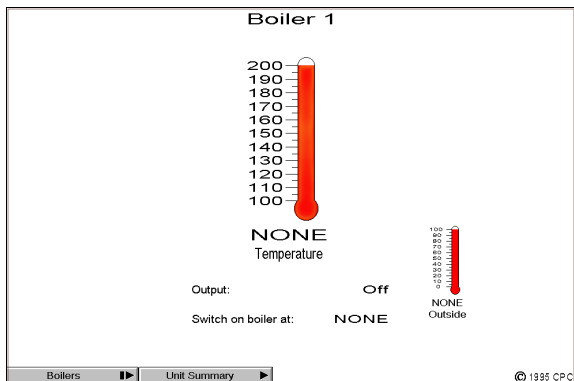 Boiler 1
200
190
180
170
160
150
140
130
120
110
100
NONE
Temperature
100
90
80
70
60
50
40
30
20
10
0
NONE
Outside
Output: Off
Switch on boiler at: NONE
Boilers Unit Summary
© 1995 CPC